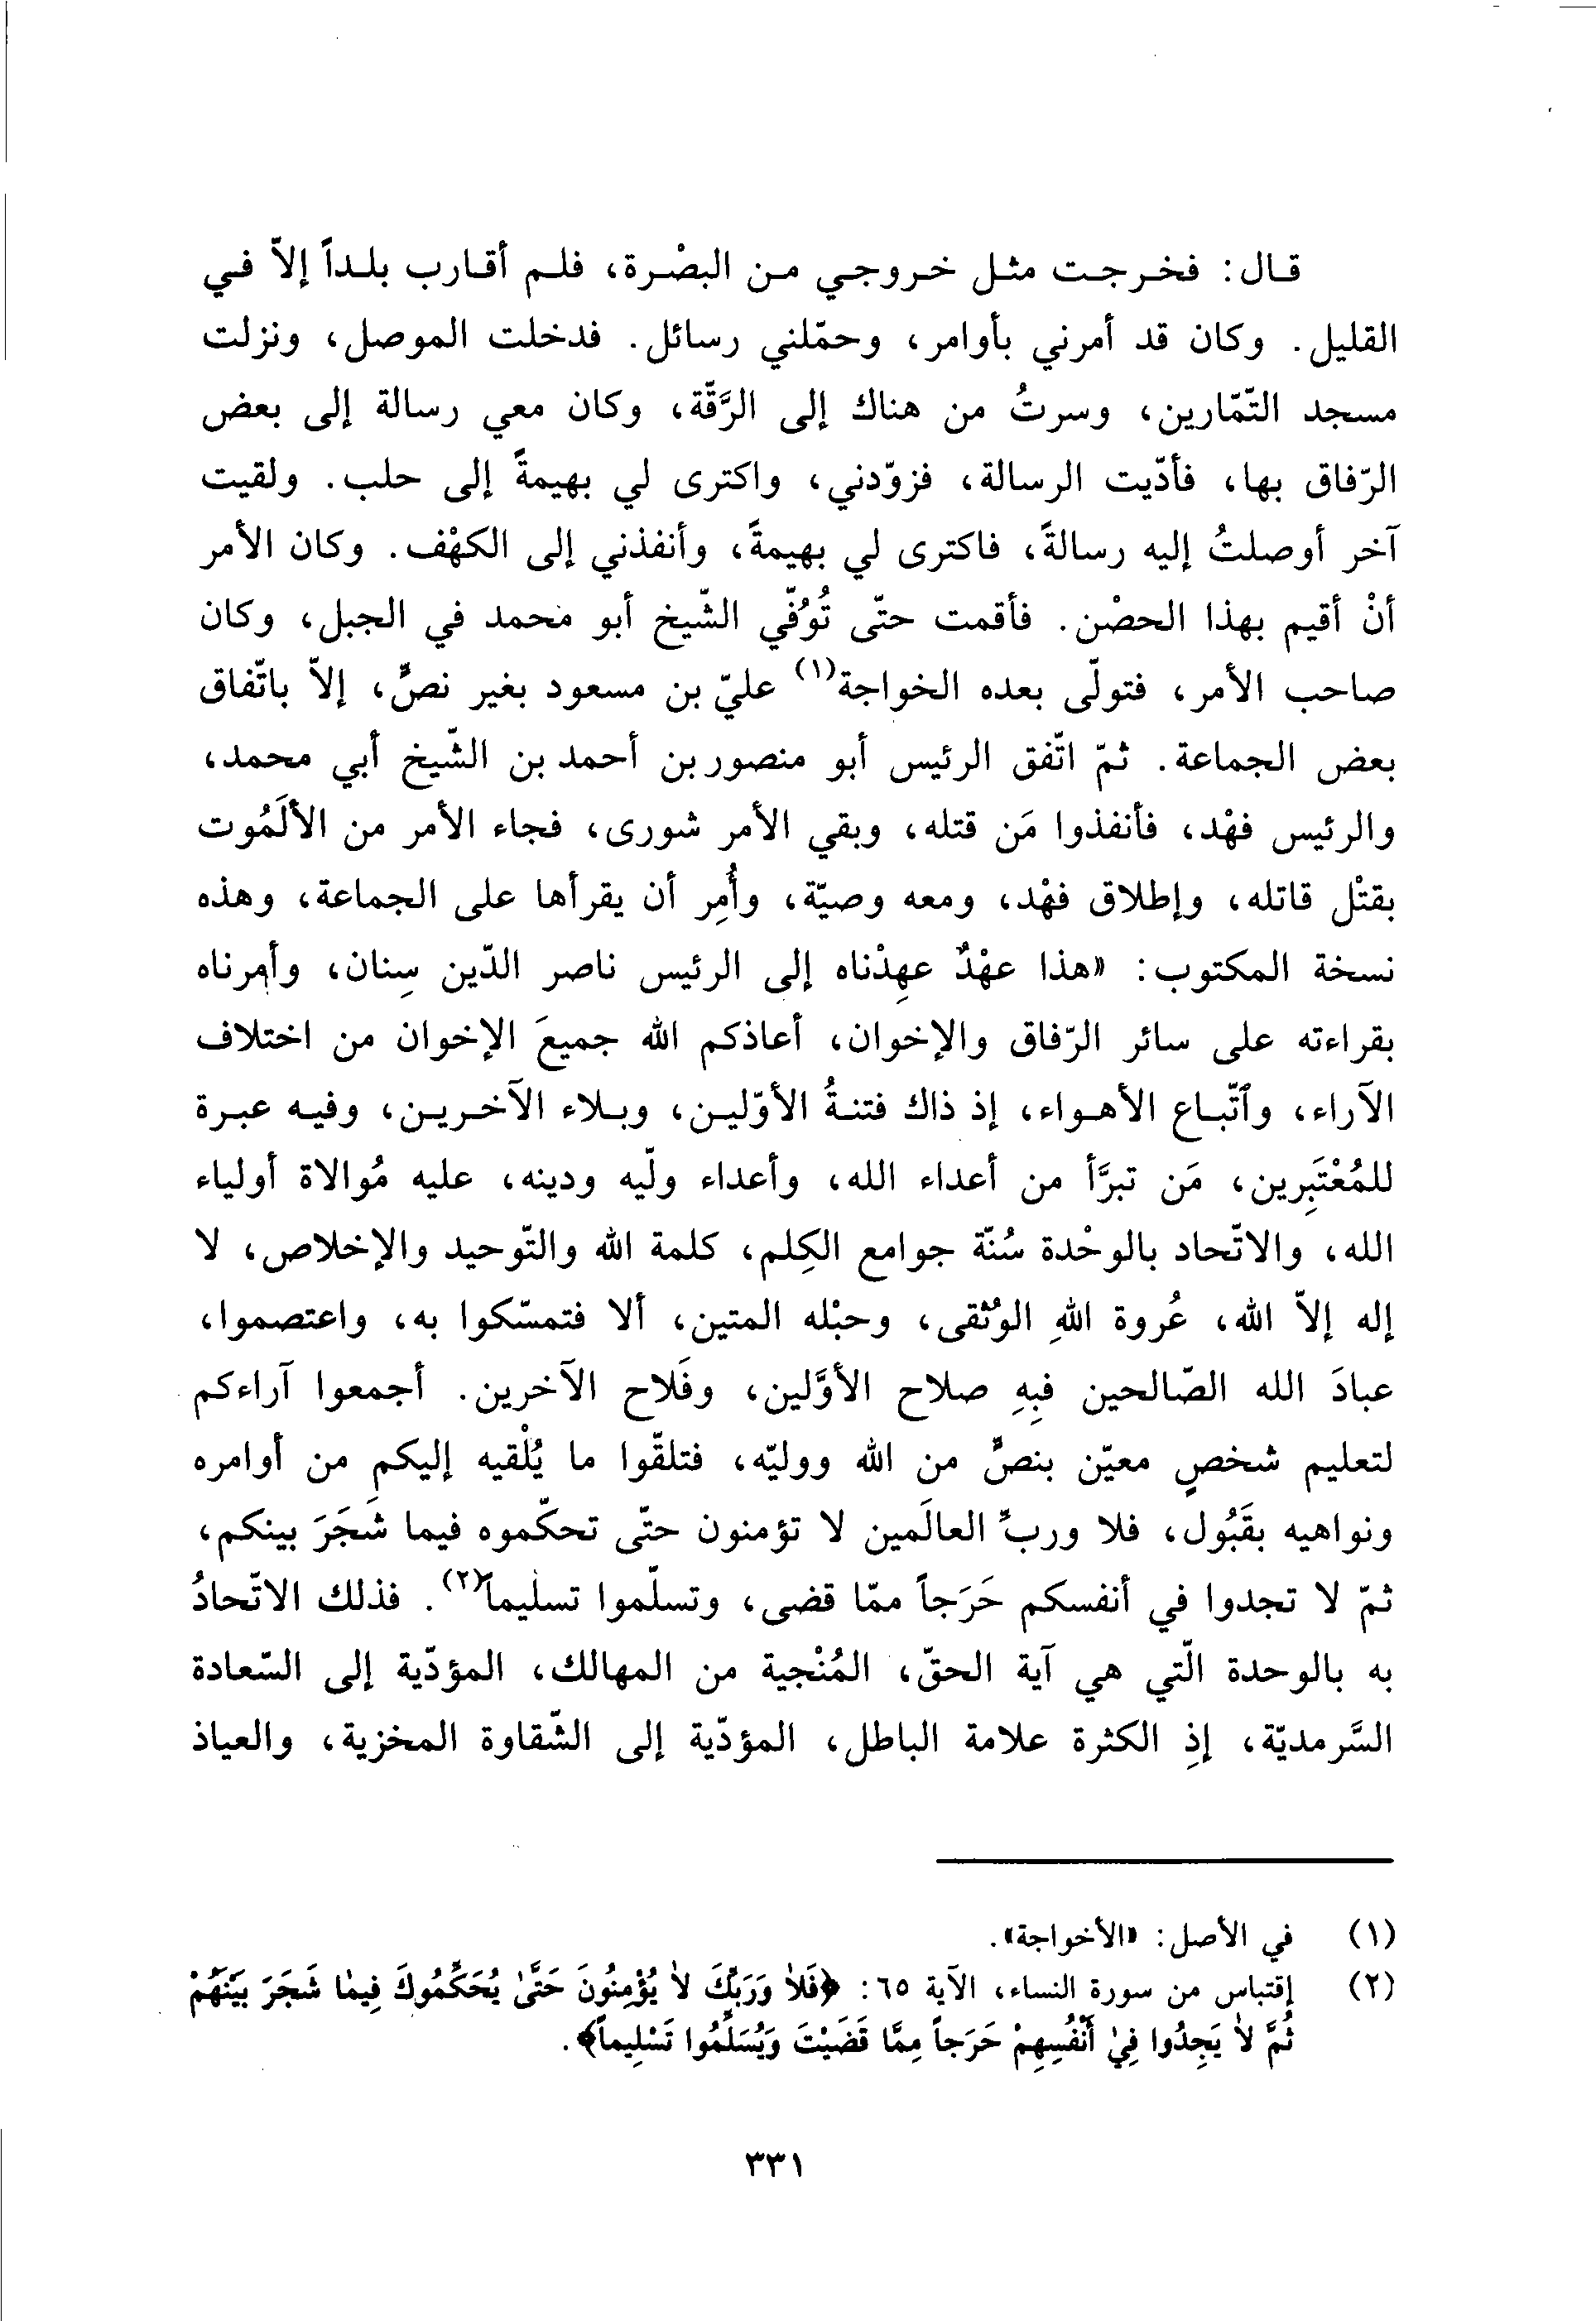 قال: فخرجت مثل خروجي من البصْرة، فلم أقارب بلداً إلاّ في
القليل. وكان قد أمرني بأوامر، وحمّلني رسائل. فدخلت الموصل، ونزلت
مسجد التّمّارين، وسرتُ من هناك إلى الرَّقّة، وكان معي رسالة إلى بعض
الرّفاق بها، فأدّيت الرسالة، فزوّدني، واكترى لي بهيمةً إلى حلب. ولقيت
آخر أوصلتُ إليه رسالةً، فاكترى لي بهيمةً، وأنفذني إلى الكهْف. وكان الأمر
أنْ أقيم بهذا الحصْن. فأقمت حتّى تُوُفّي الشّيخ أبو محمد في الجبل، وكان
صاحب الأمر، فتولّى بعده الخواجة(١) عليّ بن مسعود بغير نصٍّ، إلاّ باتّفاق
بعض الجماعة. ثمّ اتّفق الرئيس أبو منصور بن أحمد بن الشّيخ أبي محمد،
والرئيس فهْد، فأنفذوا مَن قتله، وبقي الأمر شورى، فجاء الأمر من الألَمُوت
بقتْل قاتله، وإطلاق فهْد، ومعه وصيّة، وأُمِر أن يقرأها على الجماعة، وهذه
نسخة المكتوب: «هذا عهْدٌ عهِدْناه إلى الرئيس ناصر الدّين سِنان، وأمرناه
بقراءته على سائر الرّفاق والإخوان، أعاذكم الله جميعَ الإخوان من اختلاف
الآراء، وٱتّباع الأهواء، إذ ذاك فتنةُ الأوّلين، وبلاء الآخرين، وفيه عبرة
للمُعْتَبِرين، مَن تبرَّأ من أعداء الله، وأعداء ولّيه ودينه، عليه مُوالاة أولياء
الله، والاتّحاد بالوحْدة سُنّة جوامع الكِلم، كلمة الله والتّوحيد والإخلاص، لا
إله إلاّ الله، عُروة اللهِ الوُثقى، وحبْله المتين، ألا فتمسّكوا به، واعتصموا،
عبادَ الله الصّالحين فبِهِ صلاح الأوَّلين، وفَلاح الآخرين. أجمعوا آراءكم
لتعليم شخصٍ معيّن بنصٍّ من الله ووليّه، فتلقّوا ما يُلْقيه إليكم من أوامره
ونواهيه بقَبُول، فلا وربِّ العالَمين لا تؤمنون حتّى تحكّموه فيما شَجَرَ بينكم،
ثمّ لا تجدوا في أنفسكم حَرَجاً ممّا قضى، وتسلّموا تسليماً(٢). فذلك الاتّحادُ
به بالوحدة الّتي هي آية الحقّ، المُنْجية من المهالك، المؤدّية إلى السّعادة
السَّرمديّة، إذِ الكثرة علامة الباطل، المؤدّية إلى الشّقاوة المخزية، والعياذ
(١) في الأصل: «الأخواجة».
(٢) إقتباس من سورة النساء، الآية ٦٥: ﴿فَلاَ وَرَبِّكَ لاَ يُؤْمِنُونَ حَتَّىٰ يُحَكِّمُوكَ فِيمَا شَجَرَ بَيْنَهُمْ
ثُمَّ لاَ يَجِدُوا فِي أَنْفُسِهِمْ حَرَجاً مِمَّا قَضَيْتَ وَيُسَلِّمُوا تَسْلِيماً﴾.
٣٣١